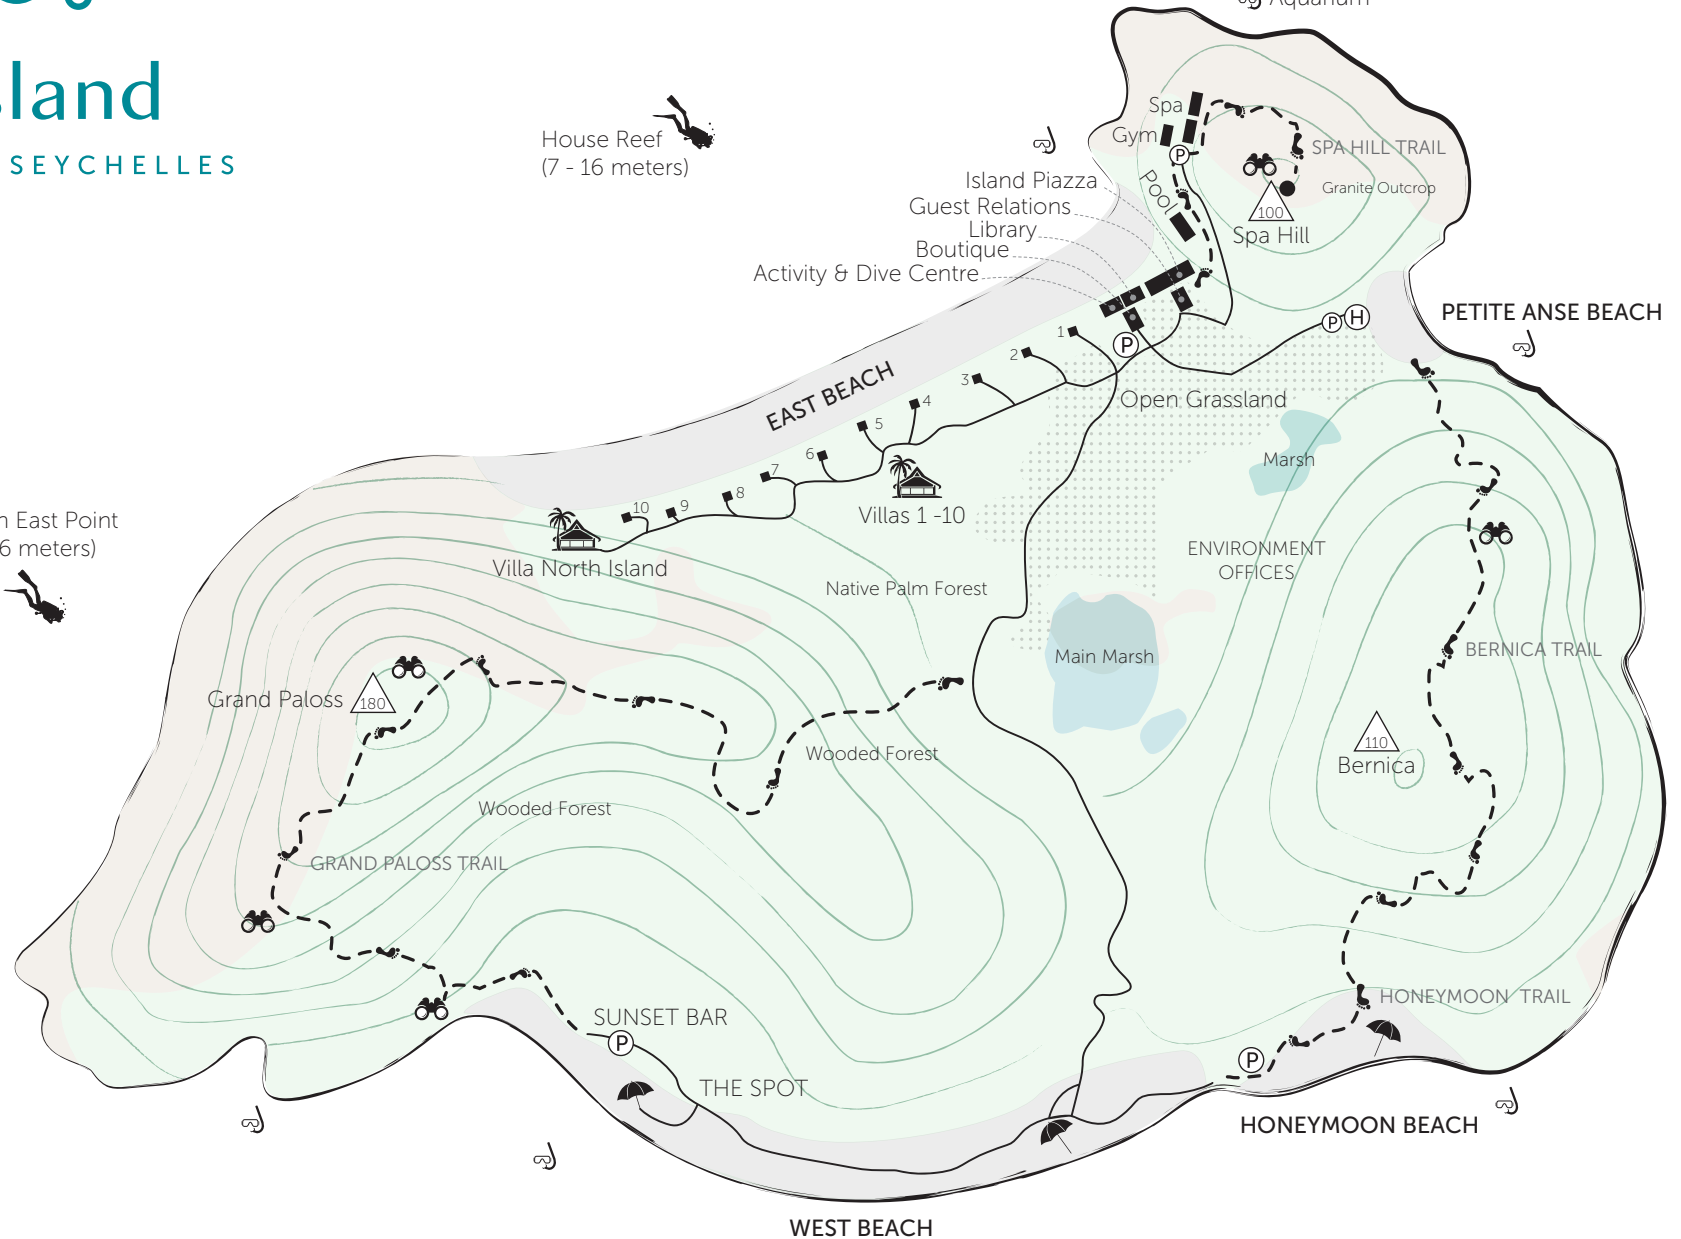 Aquarium
sland
SEYCHELLES
House Reef
(7 - 16 meters)
Spa
Gym
P
Pool
SPA HILL TRAIL
Granite Outcrop
100
Spa Hill
Island Piazza
Guest Relations
Library
Boutique
Activity & Dive Centre
PETITE ANSE BEACH
P
H
P
1
2
3
4
5
6
7
8
9
10
EAST BEACH
Open Grassland
Marsh
Villas 1 -10
Villa North Island
n East Point
6 meters)
ENVIRONMENT
OFFICES
Native Palm Forest
Main Marsh
BERNICA TRAIL
Grand Paloss
180
Wooded Forest
110
Bernica
Wooded Forest
GRAND PALOSS TRAIL
HONEYMOON TRAIL
SUNSET BAR
P
P
THE SPOT
HONEYMOON BEACH
WEST BEACH